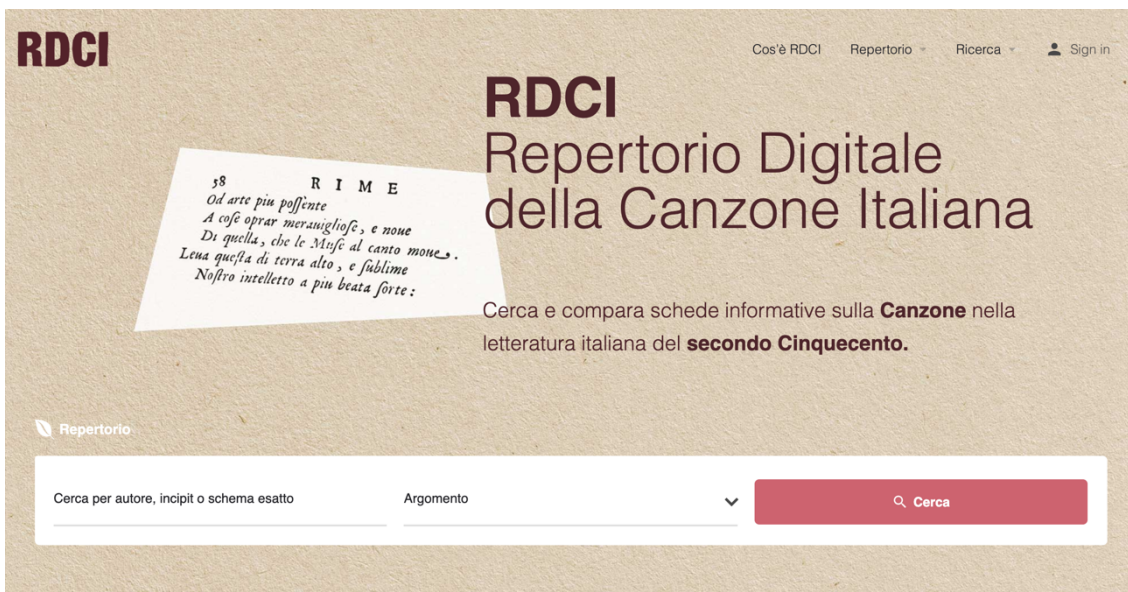 RDCI
Cos'è RDCI
Repertorio
Ricerca
Sign in
RDCI
Repertorio Digitale
della Canzone Italiana
58 RIME
Od arte piu poſſente
A coſe oprar merauiglioſe, e noue
Di quella, che le Muſe al canto moue.
Leua queſta di terra alto, e ſublime
Noſtro intelletto a piu beata ſorte:
Cerca e compara schede informative sulla Canzone nella
letteratura italiana del secondo Cinquecento.
Repertorio
Cerca per autore, incipit o schema esatto
Argomento
Cerca